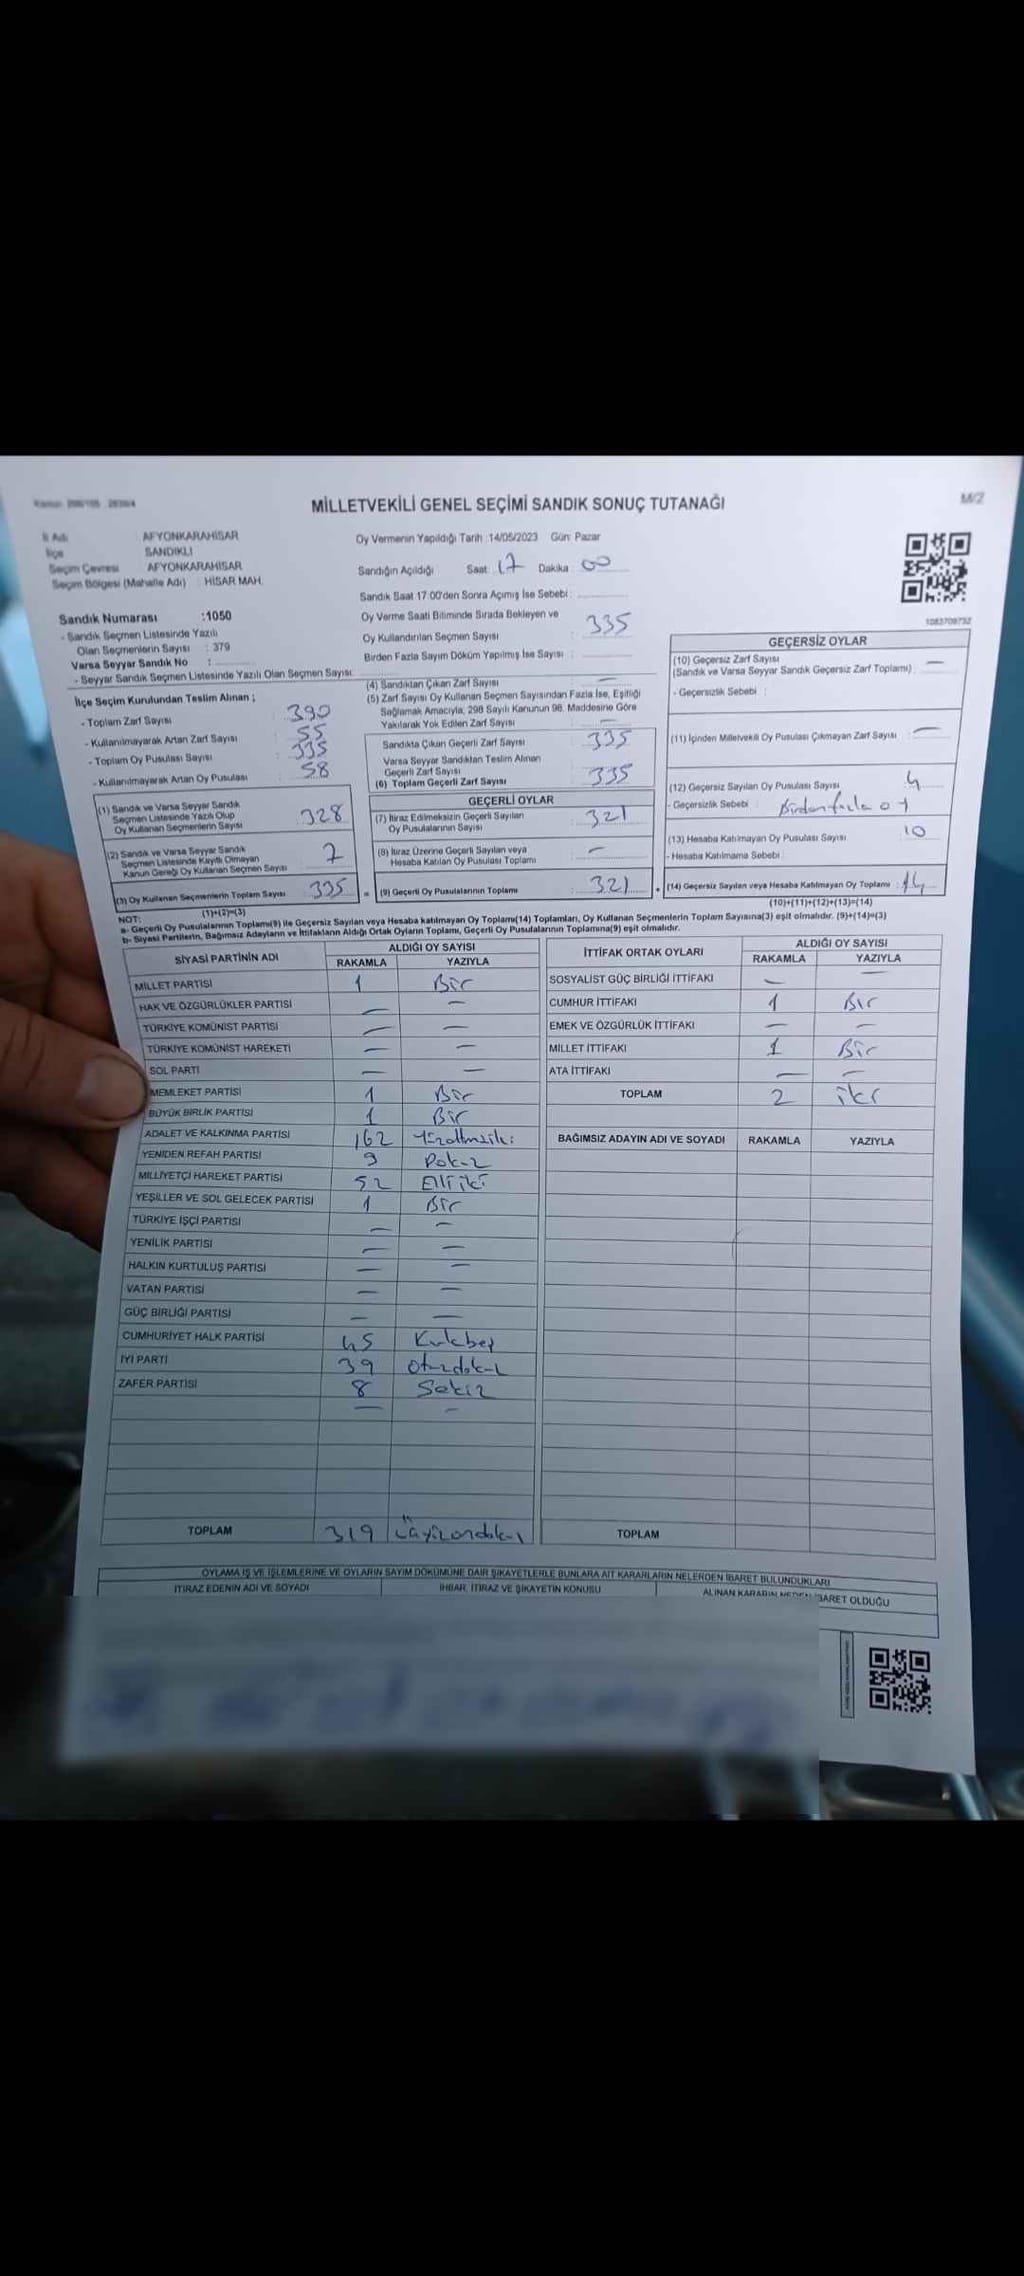 MİLLETVEKİLİ GENEL SEÇİMİ SANDIK SONUÇ TUTANAĞI
M/2
İl Adı AFYONKARAHİSAR
İlçe SANDIKLI
Seçim Çevresi AFYONKARAHİSAR
Seçim Bölgesi (Mahalle Adı) : HİSAR MAH.
Sandık Numarası :1050
- Sandık Seçmen Listesinde Yazılı
Olan Seçmenlerin Sayısı : 379
Varsa Seyyar Sandık No :
- Seyyar Sandık Seçmen Listesinde Yazılı Olan Seçmen Sayısı:
Oy Vermenin Yapıldığı Tarih :14/05/2023 Gün: Pazar
Sandığın Açıldığı Saat : 17 Dakika : 00
Sandık Saat 17:00'den Sonra Açımış İse Sebebi :
Oy Verme Saati Bitiminde Sırada Bekleyen ve
Oy Kullandırılan Seçmen Sayısı : 335
Birden Fazla Sayım Döküm Yapılmış İse Sayısı :
1083709732
İlçe Seçim Kurulundan Teslim Alınan ;
- Toplam Zarf Sayısı : 390
- Kullanılmayarak Artan Zarf Sayısı : 55
- Toplam Oy Pusulası Sayısı : 335
- Kullanılmayarak Artan Oy Pusulası : 58
(1) Sandık ve Varsa Seyyar Sandık
Seçmen Listesinde Yazılı Olup
Oy Kullanan Seçmenlerin Sayısı : 328
(2) Sandık ve Varsa Seyyar Sandık
Seçmen Listesinde Kayıtlı Olmayan
Kanun Gereği Oy Kullanan Seçmen Sayısı : 7
(3) Oy Kullanan Seçmenlerin Toplam Sayısı : 335
(1)+(2)=(3)
(4) Sandıktan Çıkan Zarf Sayısı : —
(5) Zarf Sayısı Oy Kullanan Seçmen Sayısından Fazla İse, Eşitliği
Sağlamak Amacıyla, 298 Sayılı Kanunun 98. Maddesine Göre
Yakılarak Yok Edilen Zarf Sayısı : —
Sandıkta Çıkan Geçerli Zarf Sayısı : 335
Varsa Seyyar Sandıktan Teslim Alınan
Geçerli Zarf Sayısı :
(6) Toplam Geçerli Zarf Sayısı : 335
GEÇERLİ OYLAR
(7) İtiraz Edilmeksizin Geçerli Sayılan
Oy Pusulalarının Sayısı : 321
(8) İtiraz Üzerine Geçerli Sayılan veya
Hesaba Katılan Oy Pusulası Toplamı : —
= (9) Geçerli Oy Pusulalarının Toplamı : 321
GEÇERSİZ OYLAR
(10) Geçersiz Zarf Sayısı
(Sandık ve Varsa Seyyar Sandık Geçersiz Zarf Toplamı) : —
- Geçersizlik Sebebi :
(11) İçinden Milletvekili Oy Pusulası Çıkmayan Zarf Sayısı : —
(12) Geçersiz Sayılan Oy Pusulası Sayısı : 4
- Geçersizlik Sebebi : Birden fazla oy
(13) Hesaba Katılmayan Oy Pusulası Sayısı : 10
- Hesaba Katılmama Sebebi :
+ (14) Geçersiz Sayılan veya Hesaba Katılmayan Oy Toplamı : 14
(10)+(11)+(12)+(13)=(14)
NOT:
a- Geçerli Oy Pusulalarının Toplamı(9) ile Geçersiz Sayılan veya Hesaba katılmayan Oy Toplamı(14) Toplamları, Oy Kullanan Seçmenlerin Toplam Sayısına(3) eşit olmalıdır. (9)+(14)=(3)
b- Siyasi Partilerin, Bağımsız Adayların ve İttifakların Aldığı Ortak Oyların Toplamı, Geçerli Oy Pusulalarının Toplamına(9) eşit olmalıdır.
SİYASİ PARTİNİN ADI ALDIĞI OY SAYISI
RAKAMLA YAZIYLA
MİLLET PARTİSİ 1 Bir
HAK VE ÖZGÜRLÜKLER PARTİSİ — —
TÜRKİYE KOMÜNİST PARTİSİ — —
TÜRKİYE KOMÜNİST HAREKETİ — —
SOL PARTİ — —
MEMLEKET PARTİSİ 1 Bir
BÜYÜK BİRLİK PARTİSİ 1 Bir
ADALET VE KALKINMA PARTİSİ 162
YENİDEN REFAH PARTİSİ 9 Dokuz
MİLLİYETÇİ HAREKET PARTİSİ 52 Elliiki
YEŞİLLER VE SOL GELECEK PARTİSİ 1 Bir
TÜRKİYE İŞÇİ PARTİSİ — —
YENİLİK PARTİSİ — —
HALKIN KURTULUŞ PARTİSİ — —
VATAN PARTİSİ — —
GÜÇ BİRLİĞİ PARTİSİ — —
CUMHURİYET HALK PARTİSİ 45 Kırkbeş
İYİ PARTİ 39 Otuzdokuz
ZAFER PARTİSİ 8 Sekiz
— —
TOPLAM 319
İTTİFAK ORTAK OYLARI ALDIĞI OY SAYISI
RAKAMLA YAZIYLA
SOSYALİST GÜÇ BİRLİĞİ İTTİFAKI — —
CUMHUR İTTİFAKI 1 Bir
EMEK VE ÖZGÜRLÜK İTTİFAKI — —
MİLLET İTTİFAKI 1 Bir
ATA İTTİFAKI — —
TOPLAM 2 iki
BAĞIMSIZ ADAYIN ADI VE SOYADI RAKAMLA YAZIYLA
TOPLAM
OYLAMA İŞ VE İŞLEMLERİNE VE OYLARIN SAYIM DÖKÜMÜNE DAİR ŞİKAYETLERLE BUNLARA AİT KARARLARIN NELERDEN İBARET BULUNDUKLARI
İTİRAZ EDENİN ADI VE SOYADI İHBAR, İTİRAZ VE ŞİKAYETİN KONUSU ALINAN KARARIN NEDEN İBARET OLDUĞU